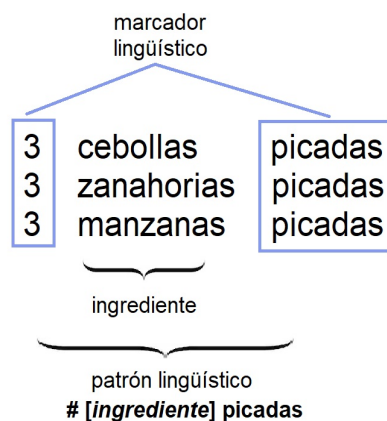 marcador
lingüístico
3 cebollas picadas
3 zanahorias picadas
3 manzanas picadas
ingrediente
patrón lingüístico
# [ingrediente] picadas